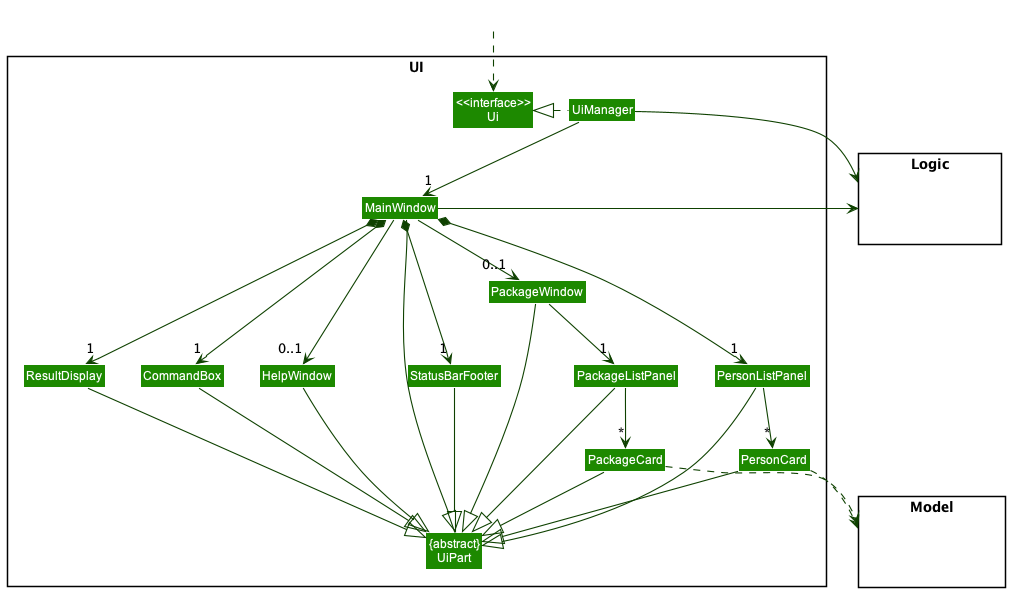 UI
<<interface>>
Ui
UiManager
Logic
1
MainWindow
0..1
PackageWindow
1
1
0..1
1
1
1
ResultDisplay
CommandBox
HelpWindow
StatusBarFooter
PackageListPanel
PersonListPanel
*
*
PackageCard
PersonCard
Model
{abstract}
UiPart